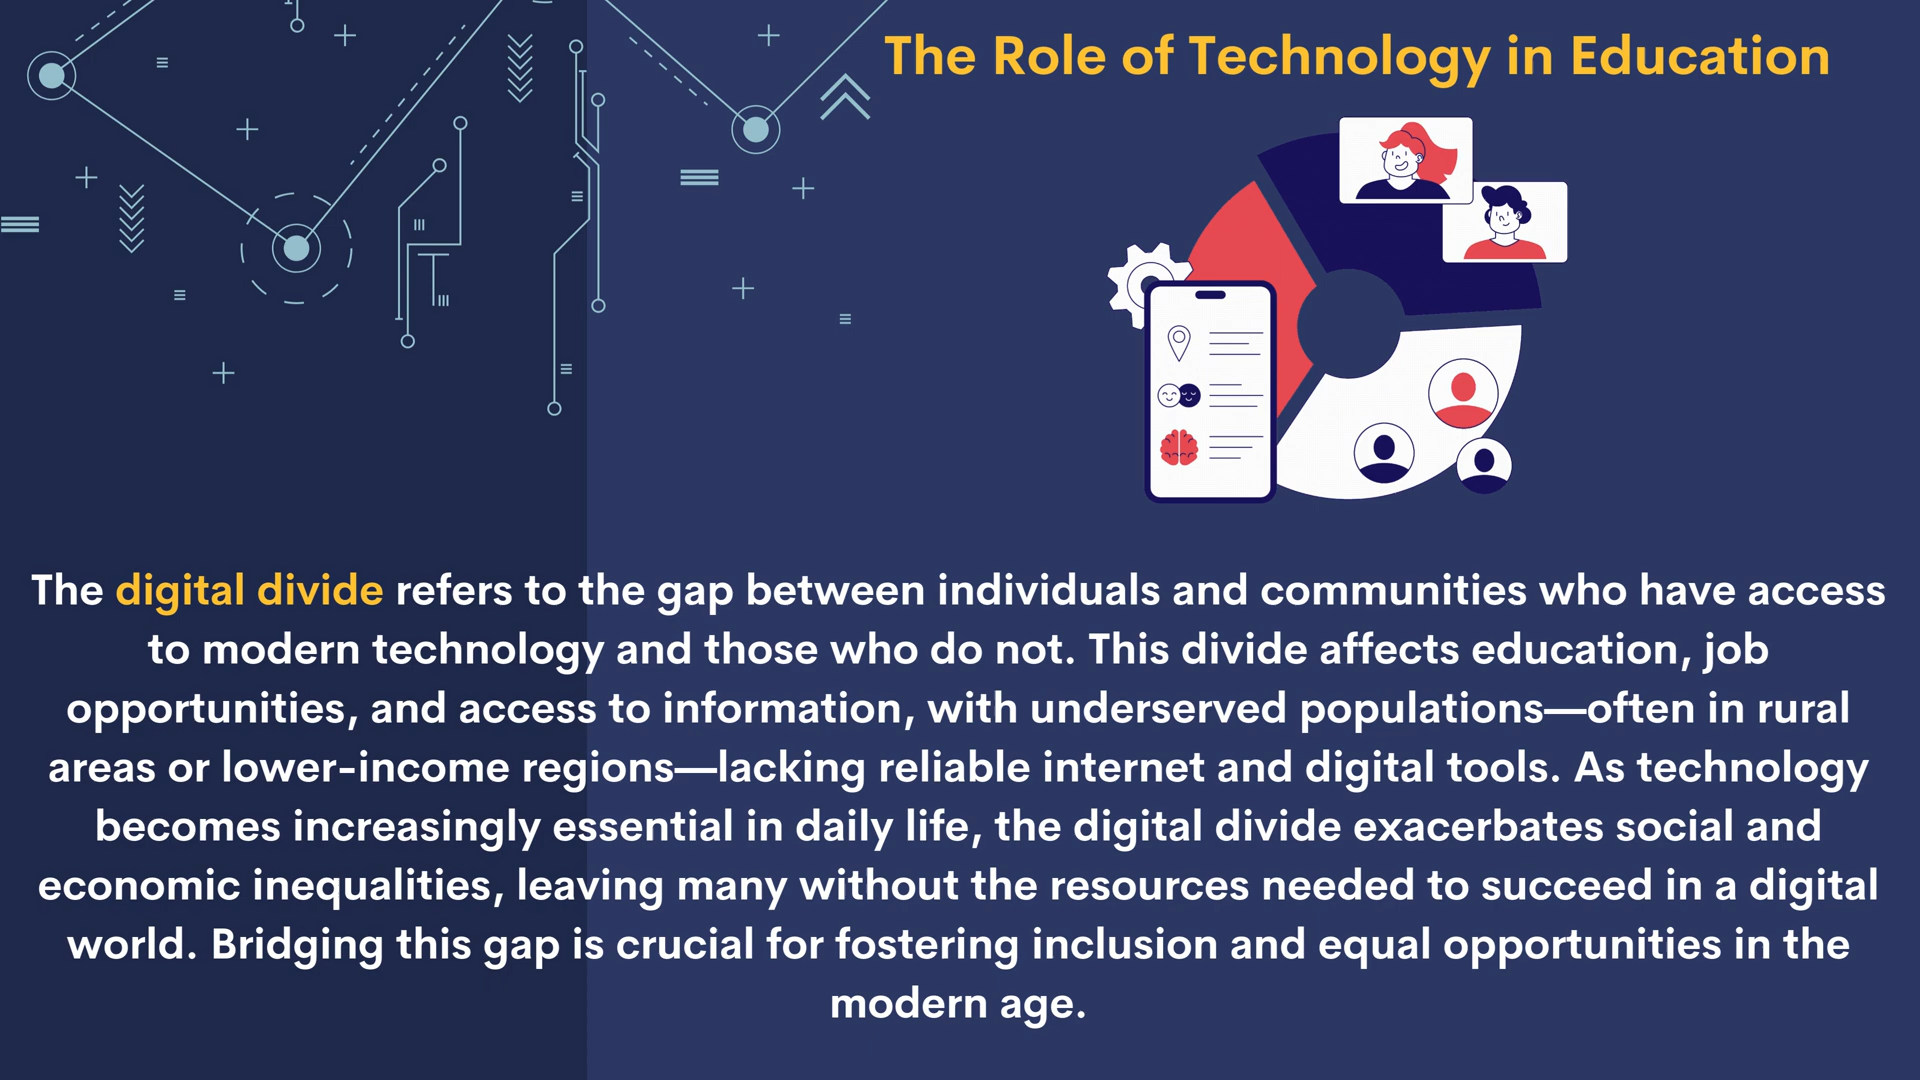 The Role of Technology in Education
The digital divide refers to the gap between individuals and communities who have access
to modern technology and those who do not. This divide affects education, job
opportunities, and access to information, with underserved populations—often in rural
areas or lower-income regions—lacking reliable internet and digital tools. As technology
becomes increasingly essential in daily life, the digital divide exacerbates social and
economic inequalities, leaving many without the resources needed to succeed in a digital
world. Bridging this gap is crucial for fostering inclusion and equal opportunities in the
modern age.